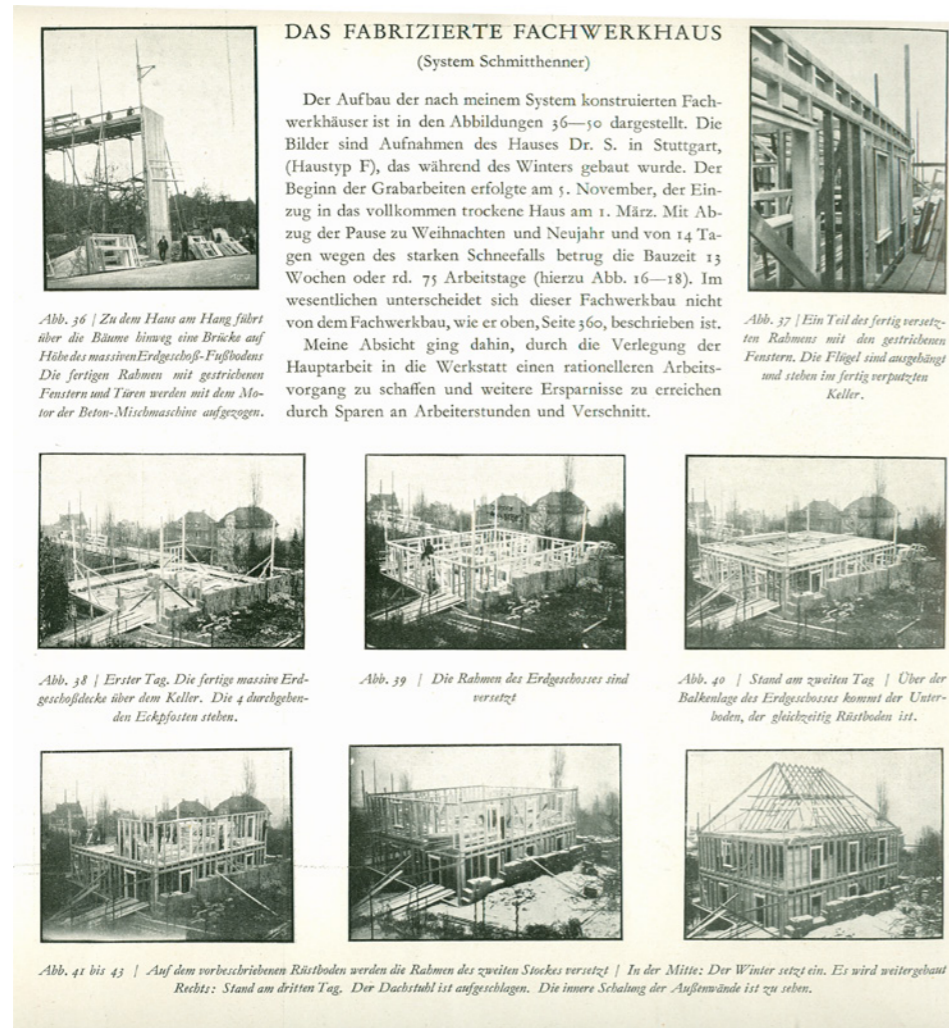 DAS FABRIZIERTE FACHWERKHAUS
(System Schmitthenner)
Der Aufbau der nach meinem System konstruierten Fach-
werkhäuser ist in den Abbildungen 36—50 dargestellt. Die
Bilder sind Aufnahmen des Hauses Dr. S. in Stuttgart,
(Haustyp F), das während des Winters gebaut wurde. Der
Beginn der Grabarbeiten erfolgte am 5. November, der Ein-
zug in das vollkommen trockene Haus am 1. März. Mit Ab-
zug der Pause zu Weihnachten und Neujahr und von 14 Ta-
gen wegen des starken Schneefalls betrug die Bauzeit 13
Wochen oder rd. 75 Arbeitstage (hierzu Abb. 16—18). Im
wesentlichen unterscheidet sich dieser Fachwerkbau nicht
von dem Fachwerkbau, wie er oben, Seite 360, beschrieben ist.
Meine Absicht ging dahin, durch die Verlegung der
Hauptarbeit in die Werkstatt einen rationelleren Arbeits-
vorgang zu schaffen und weitere Ersparnisse zu erreichen
durch Sparen an Arbeiterstunden und Verschnitt.
Abb. 36 | Zu dem Haus am Hang führt
über die Bäume hinweg eine Brücke auf
Höhe des massiven Erdgeschoß-Fußbodens
Die fertigen Rahmen mit gestrichenen
Fenstern und Türen werden mit dem Mo-
tor der Beton-Mischmaschine aufgezogen.
Abb. 37 | Ein Teil des fertig versetz-
ten Rahmens mit den gestrichenen
Fenstern. Die Flügel sind ausgehängt
und stehen im fertig verputzten
Keller.
Abb. 38 | Erster Tag. Die fertige massive Erd-
geschoßdecke über dem Keller. Die 4 durchgehen-
den Eckpfosten stehen.
Abb. 39 | Die Rahmen des Erdgeschosses sind
versetzt
Abb. 40 | Stand am zweiten Tag | Über der
Balkenlage des Erdgeschosses kommt der Unter-
boden, der gleichzeitig Rüstboden ist.
Abb. 41 bis 43 | Auf dem vorbeschriebenen Rüstboden werden die Rahmen des zweiten Stockes versetzt | In der Mitte: Der Winter setzt ein. Es wird weitergebaut
Rechts: Stand am dritten Tag. Der Dachstuhl ist aufgeschlagen. Die innere Schalung der Außenwände ist zu sehen.